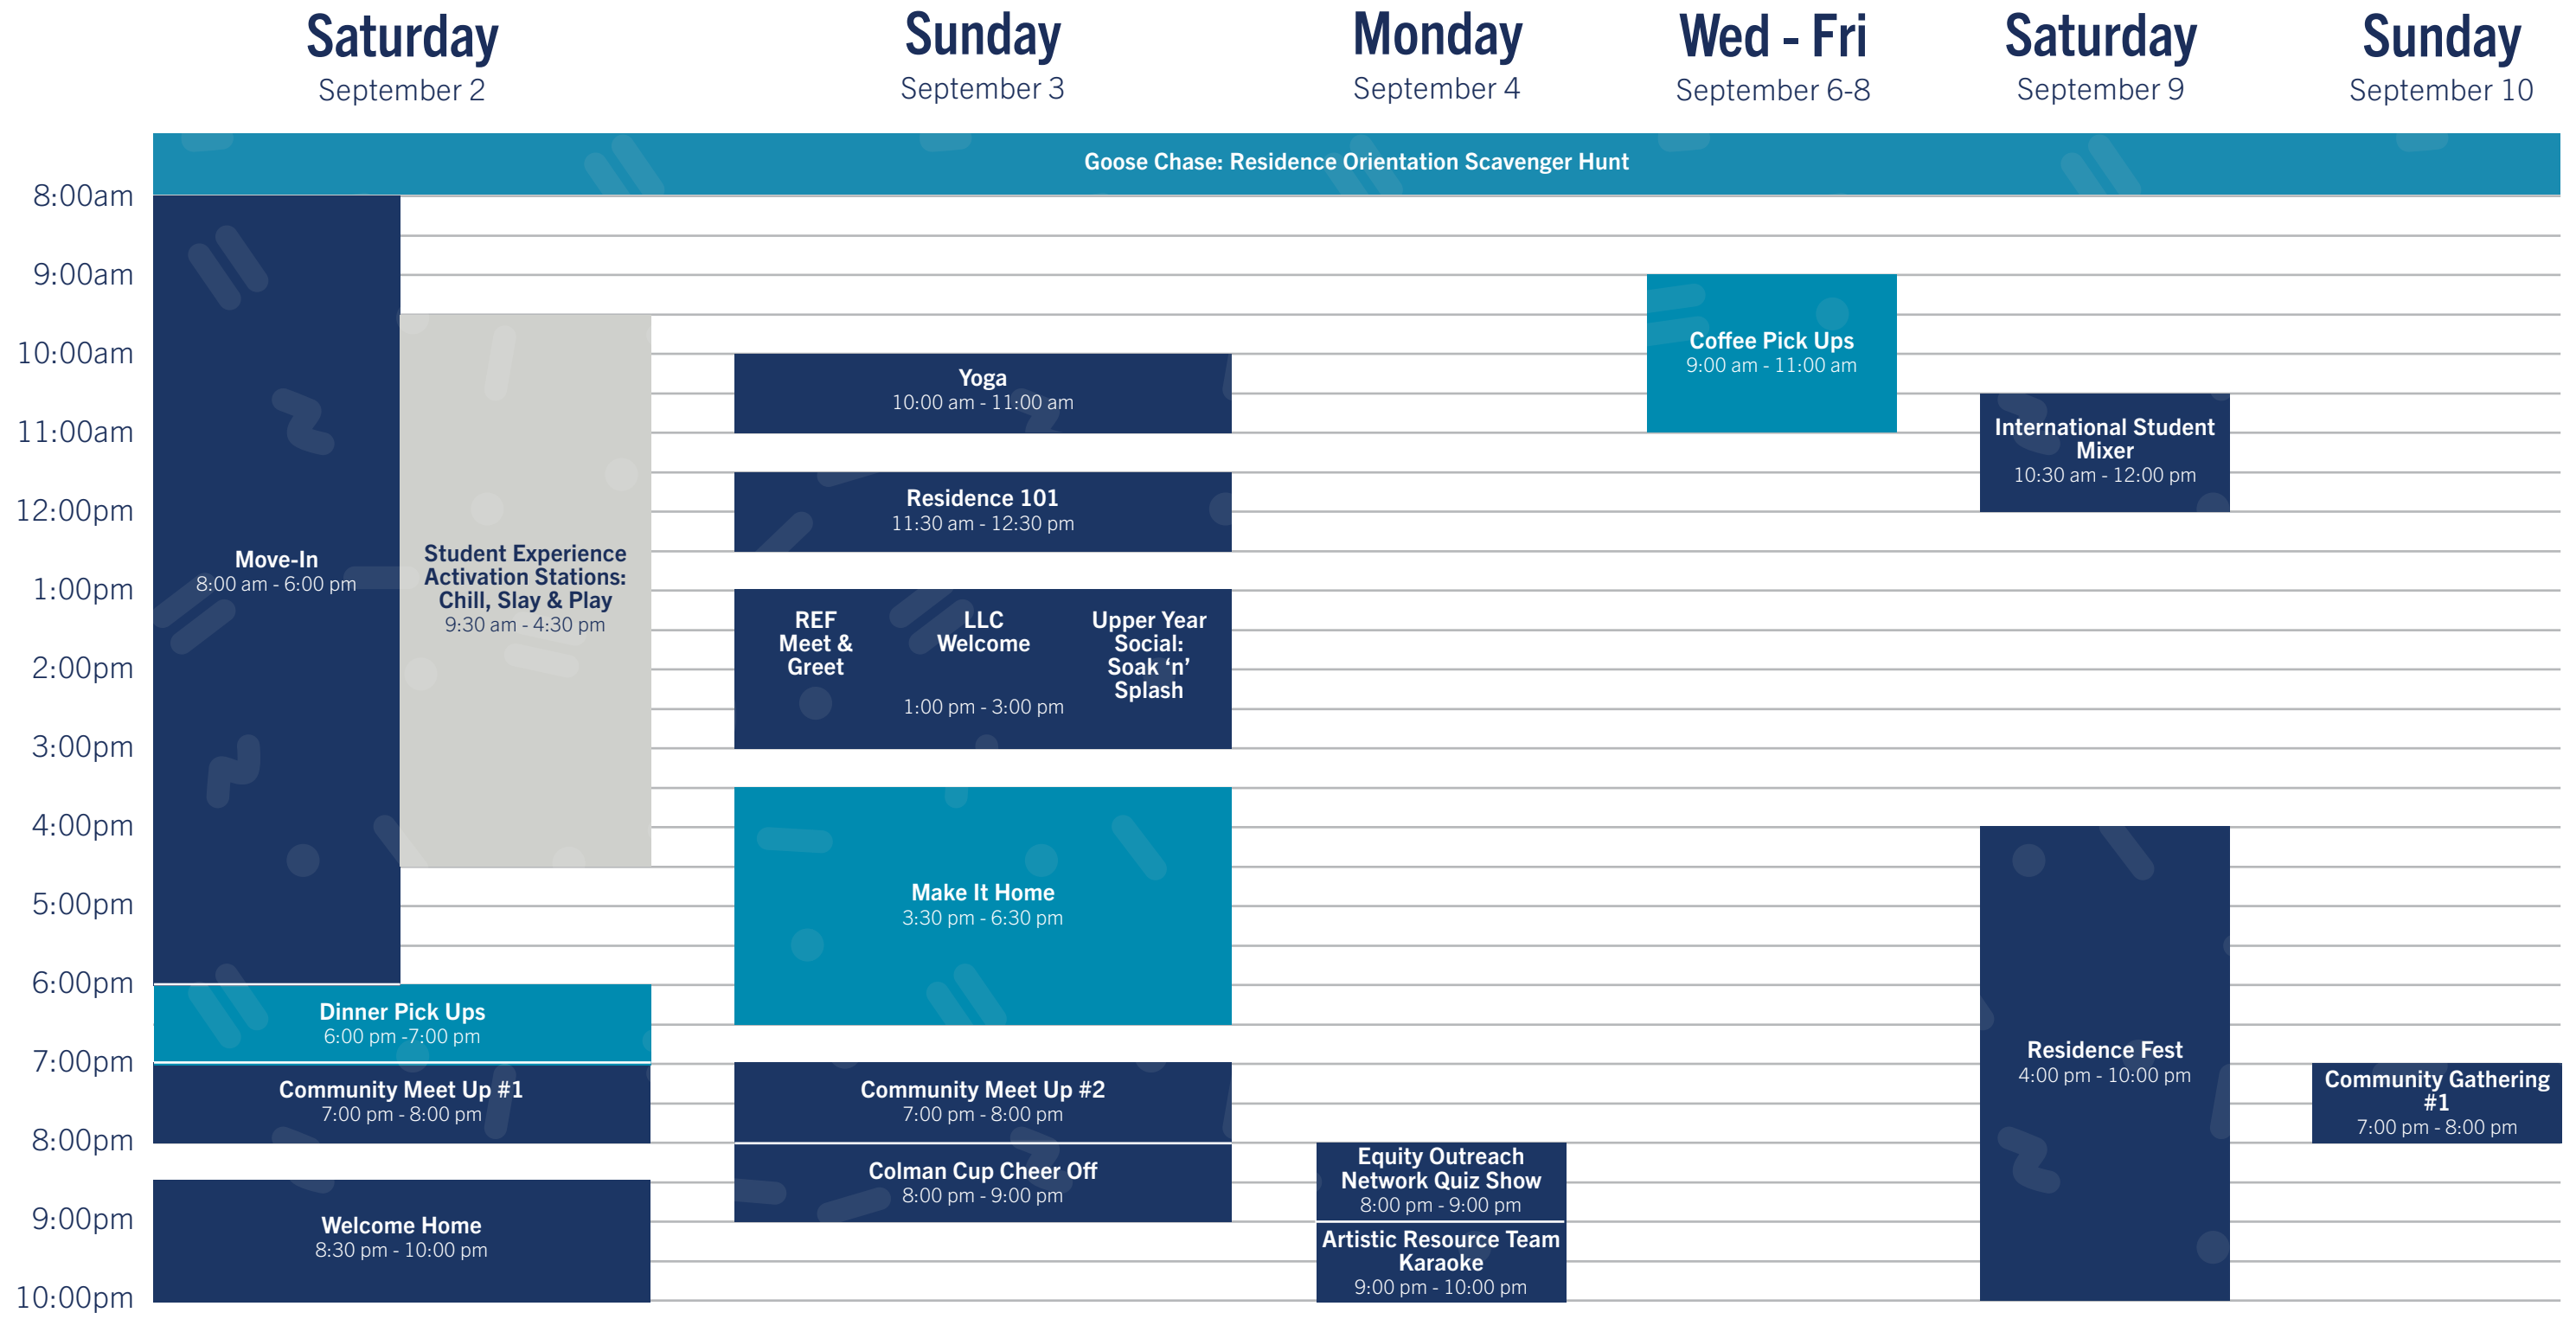 Saturday
September 2
Sunday
September 3
Monday
September 4
Wed - Fri
September 6-8
Saturday
September 9
Sunday
September 10
Goose Chase: Residence Orientation Scavenger Hunt
8:00am
9:00am
10:00am
11:00am
12:00pm
1:00pm
2:00pm
3:00pm
4:00pm
5:00pm
6:00pm
7:00pm
8:00pm
9:00pm
10:00pm
Move-In
8:00 am - 6:00 pm
Student Experience
Activation Stations:
Chill, Slay & Play
9:30 am - 4:30 pm
Dinner Pick Ups
6:00 pm -7:00 pm
Community Meet Up #1
7:00 pm - 8:00 pm
Welcome Home
8:30 pm - 10:00 pm
Yoga
10:00 am - 11:00 am
Residence 101
11:30 am - 12:30 pm
REF
Meet &
Greet
LLC
Welcome
Upper Year
Social:
Soak ‘n’
Splash
1:00 pm - 3:00 pm
Make It Home
3:30 pm - 6:30 pm
Community Meet Up #2
7:00 pm - 8:00 pm
Colman Cup Cheer Off
8:00 pm - 9:00 pm
Equity Outreach
Network Quiz Show
8:00 pm - 9:00 pm
Artistic Resource Team
Karaoke
9:00 pm - 10:00 pm
Coffee Pick Ups
9:00 am - 11:00 am
International Student
Mixer
10:30 am - 12:00 pm
Residence Fest
4:00 pm - 10:00 pm
Community Gathering
#1
7:00 pm - 8:00 pm